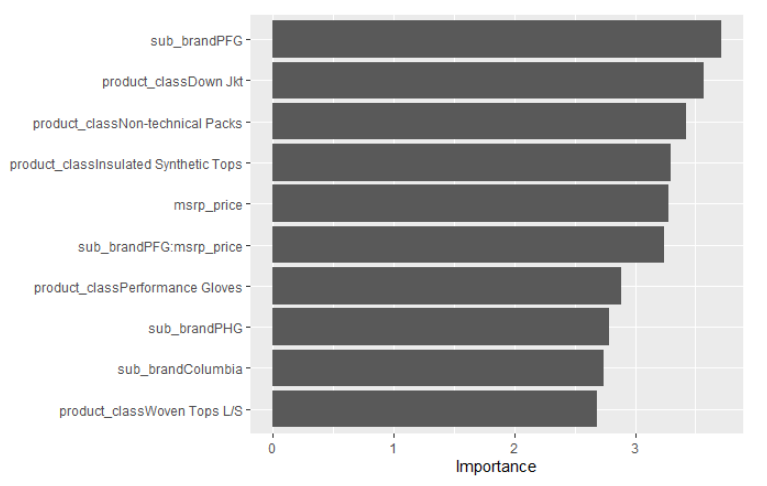 sub_brandPFG
product_classDown Jkt
product_classNon-technical Packs
product_classInsulated Synthetic Tops
msrp_price
sub_brandPFG:msrp_price
product_classPerformance Gloves
sub_brandPHG
sub_brandColumbia
product_classWoven Tops L/S
0 1 2 3
Importance